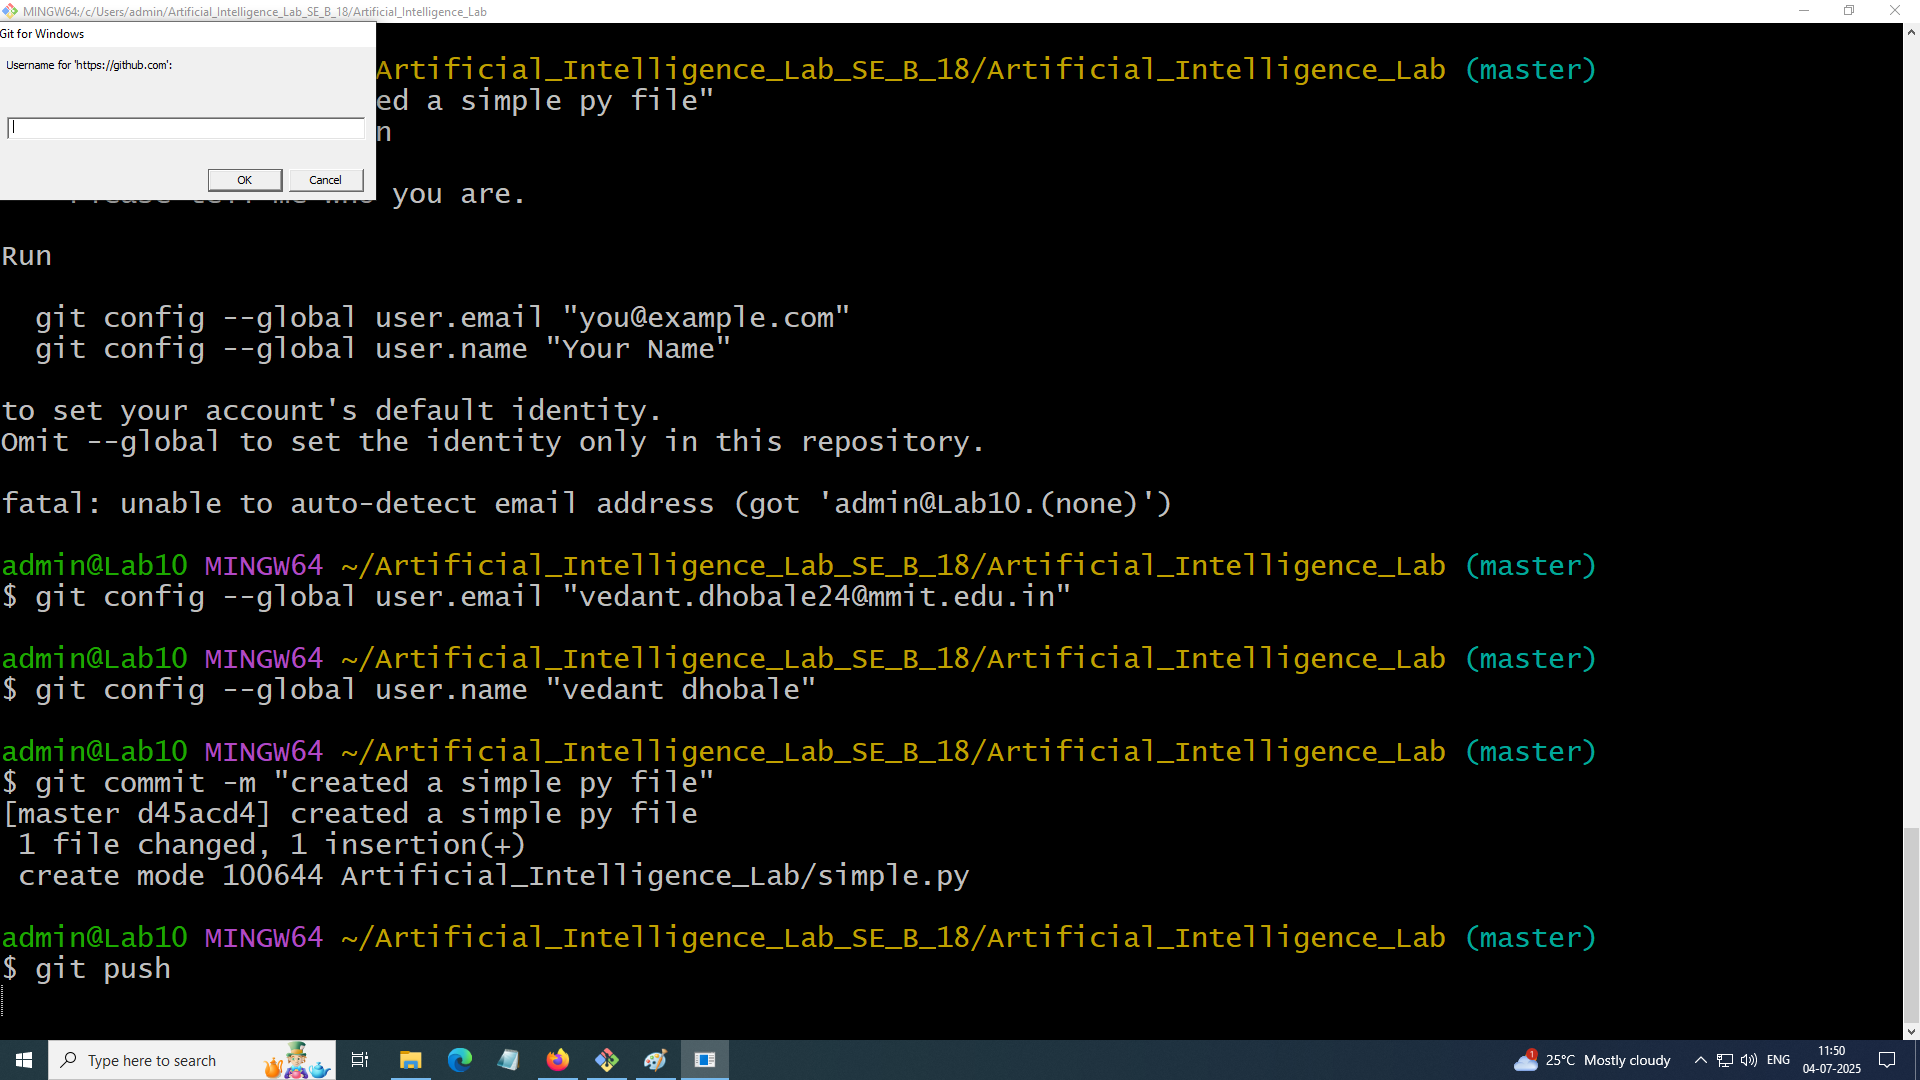 MINGW64:/c/Users/admin/Artificial_Intelligence_Lab_SE_B_18/Artificial_Intelligence_Lab
Git for Windows
Username for 'https://github.com':
OK
Cancel
Artificial_Intelligence_Lab_SE_B_18/Artificial_Intelligence_Lab (master)
ed a simple py file"
n
you are.
Run
git config --global user.email "you@example.com"
git config --global user.name "Your Name"
to set your account's default identity.
Omit --global to set the identity only in this repository.
fatal: unable to auto-detect email address (got 'admin@Lab10.(none)')
admin@Lab10 MINGW64 ~/Artificial_Intelligence_Lab_SE_B_18/Artificial_Intelligence_Lab (master)
$ git config --global user.email "vedant.dhobale24@mmit.edu.in"
admin@Lab10 MINGW64 ~/Artificial_Intelligence_Lab_SE_B_18/Artificial_Intelligence_Lab (master)
$ git config --global user.name "vedant dhobale"
admin@Lab10 MINGW64 ~/Artificial_Intelligence_Lab_SE_B_18/Artificial_Intelligence_Lab (master)
$ git commit -m "created a simple py file"
[master d45acd4] created a simple py file
1 file changed, 1 insertion(+)
create mode 100644 Artificial_Intelligence_Lab/simple.py
admin@Lab10 MINGW64 ~/Artificial_Intelligence_Lab_SE_B_18/Artificial_Intelligence_Lab (master)
$ git push
Type here to search
1
25°C Mostly cloudy
ENG
11:50
04-07-2025